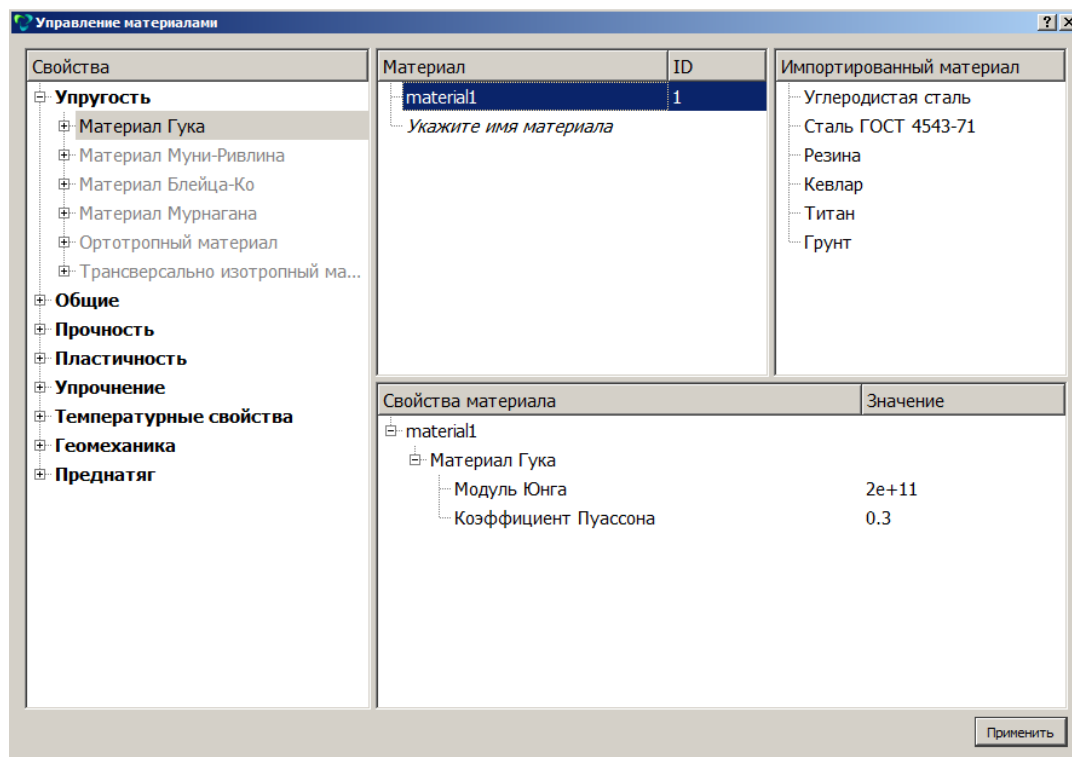 Управление материалами
Свойства
Упругость
Материал Гука
Материал Муни-Ривлина
Материал Блейца-Ко
Материал Мурнагана
Ортотропный материал
Трансверсально изотропный ма...
Общие
Прочность
Пластичность
Упрочнение
Температурные свойства
Геомеханика
Преднатяг
Материал ID
material1 1
Укажите имя материала
Импортированный материал
Углеродистая сталь
Сталь ГОСТ 4543-71
Резина
Кевлар
Титан
Грунт
Свойства материала Значение
material1
Материал Гука
Модуль Юнга 2e+11
Коэффициент Пуассона 0.3
Применить